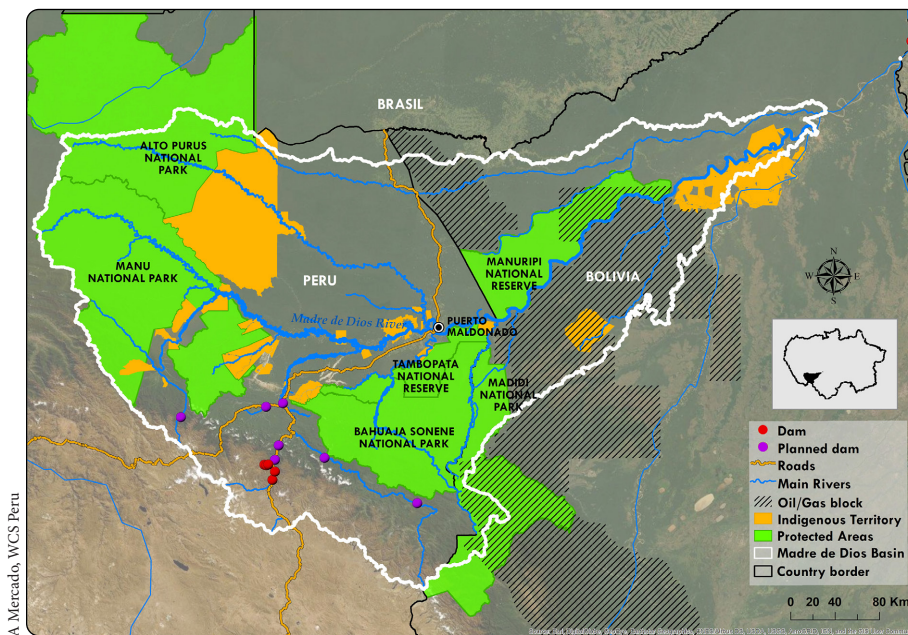 BRASIL
ALTO PURUS
NATIONAL
PARK
MANU
NATIONAL PARK
PERU
MANURIPI
NATIONAL
RESERVE
BOLIVIA
Madre de Dios River
PUERTO
MALDONADO
TAMBOPATA
NATIONAL
RESERVE
MADIDI
NATIONAL
PARK
BAHUAJA SONENE
NATIONAL PARK
N
W
E
S
Dam
Planned dam
Roads
Main Rivers
Oil/Gas block
Indigenous Territory
Protected Areas
Madre de Dios Basin
Country border
0 20 40 80 Km
A Mercado, WCS Peru